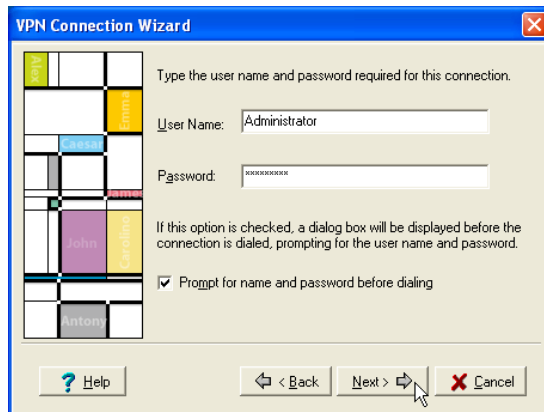 VPN Connection Wizard
Alex
Emma
Caesar
James
John
Carolino
Antony
Type the user name and password required for this connection.
User Name:
Administrator
Password:
*********
If this option is checked, a dialog box will be displayed before the
connection is dialed, prompting for the user name and password.
Prompt for name and password before dialing
? Help
< Back
Next >
Cancel